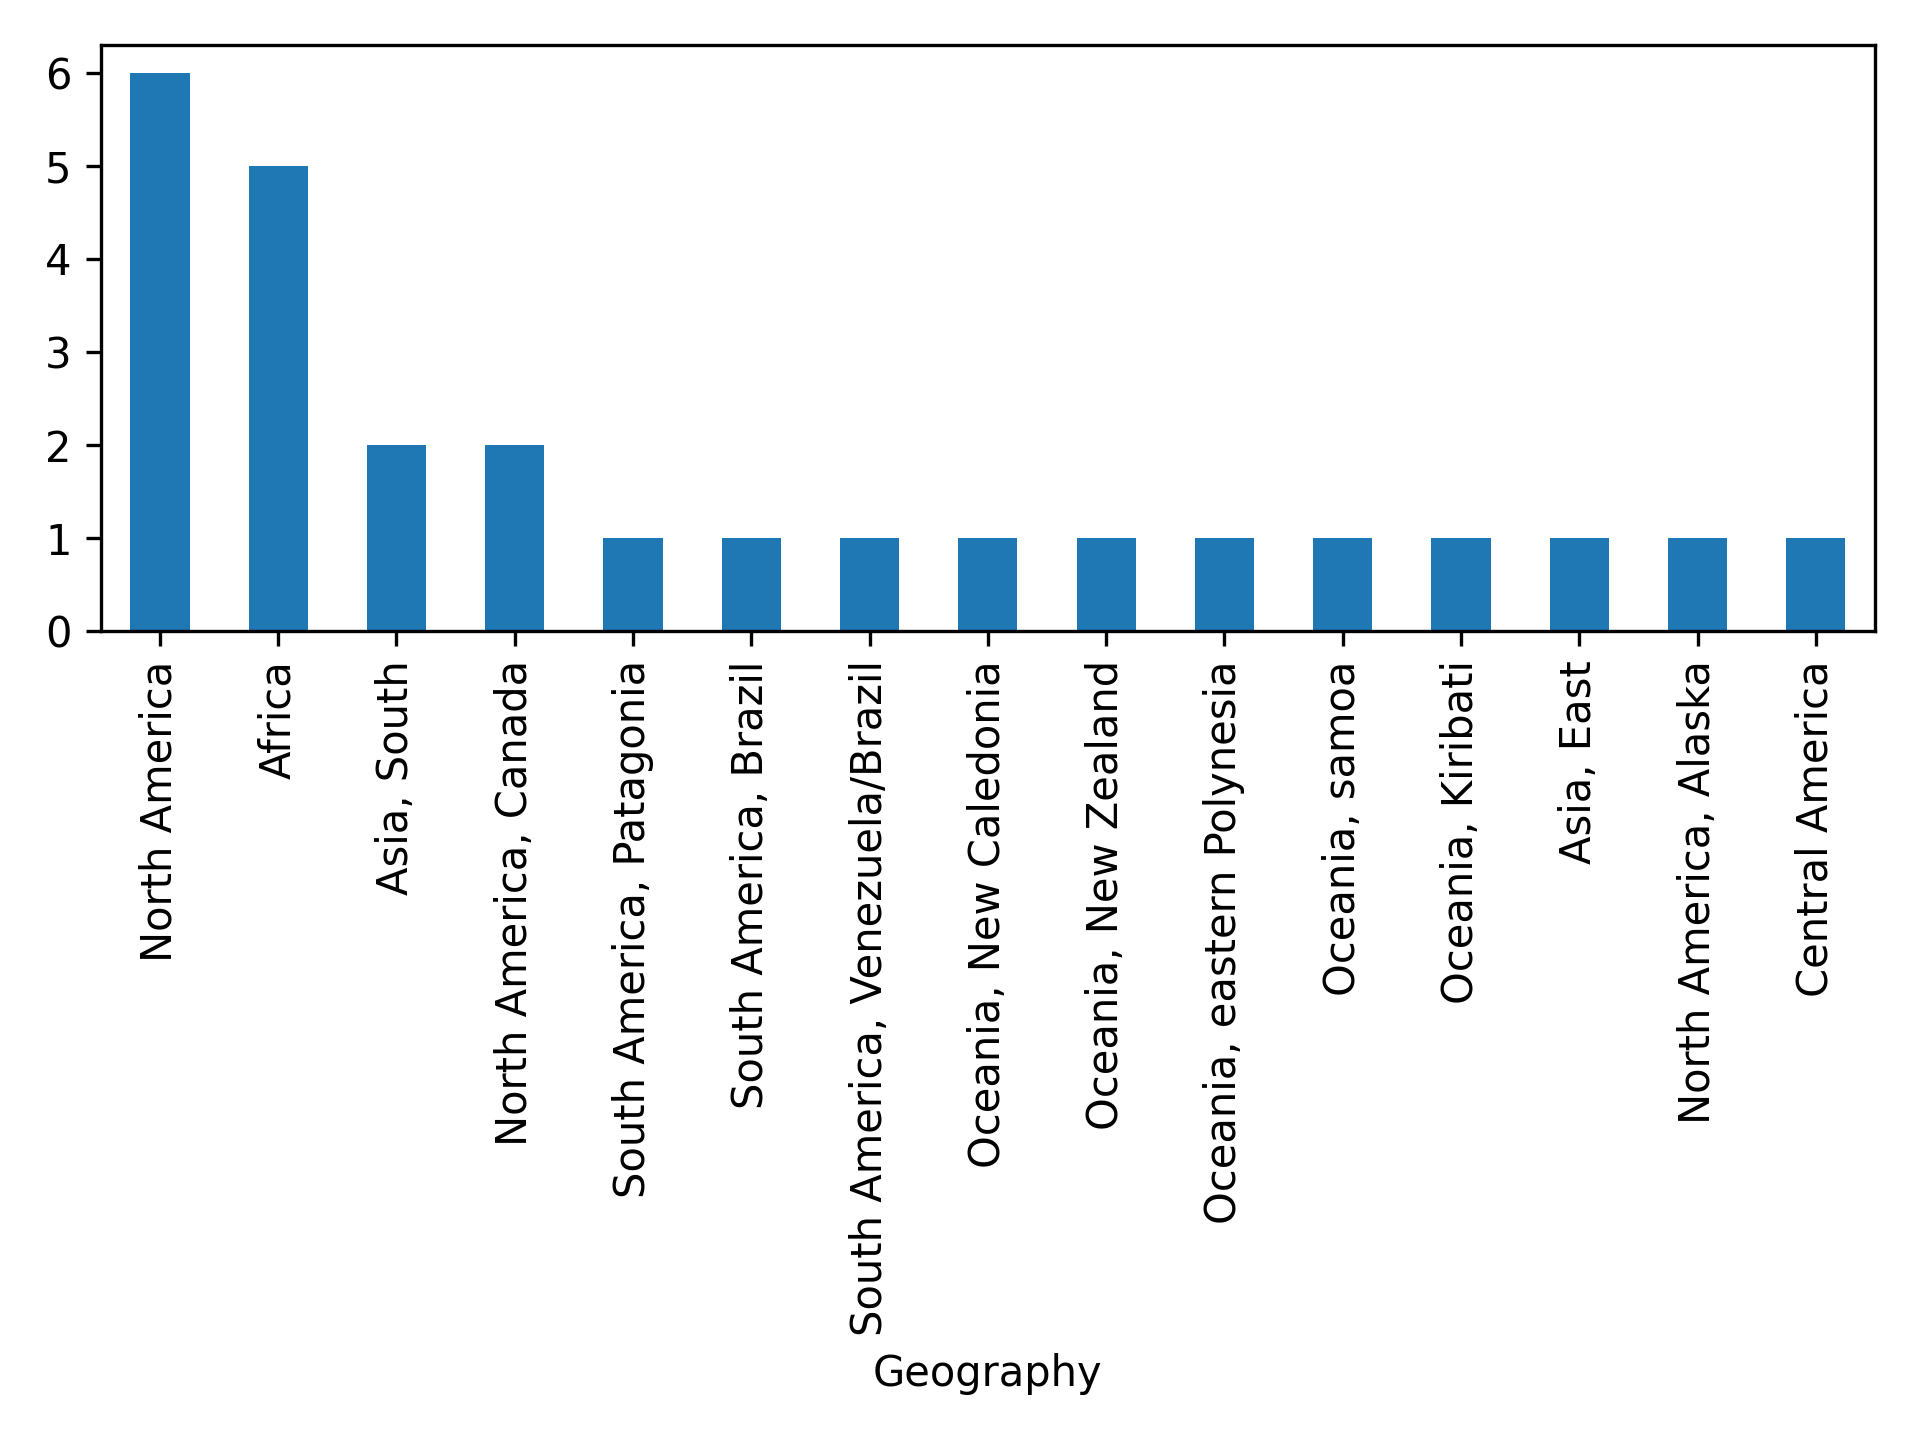 6
5
4
3
2
1
0
North America
Africa
Asia, South
North America, Canada
South America, Patagonia
South America, Brazil
South America, Venezuela/Brazil
Oceania, New Caledonia
Oceania, New Zealand
Oceania, eastern Polynesia
Oceania, samoa
Oceania, Kiribati
Asia, East
North America, Alaska
Central America
Geography